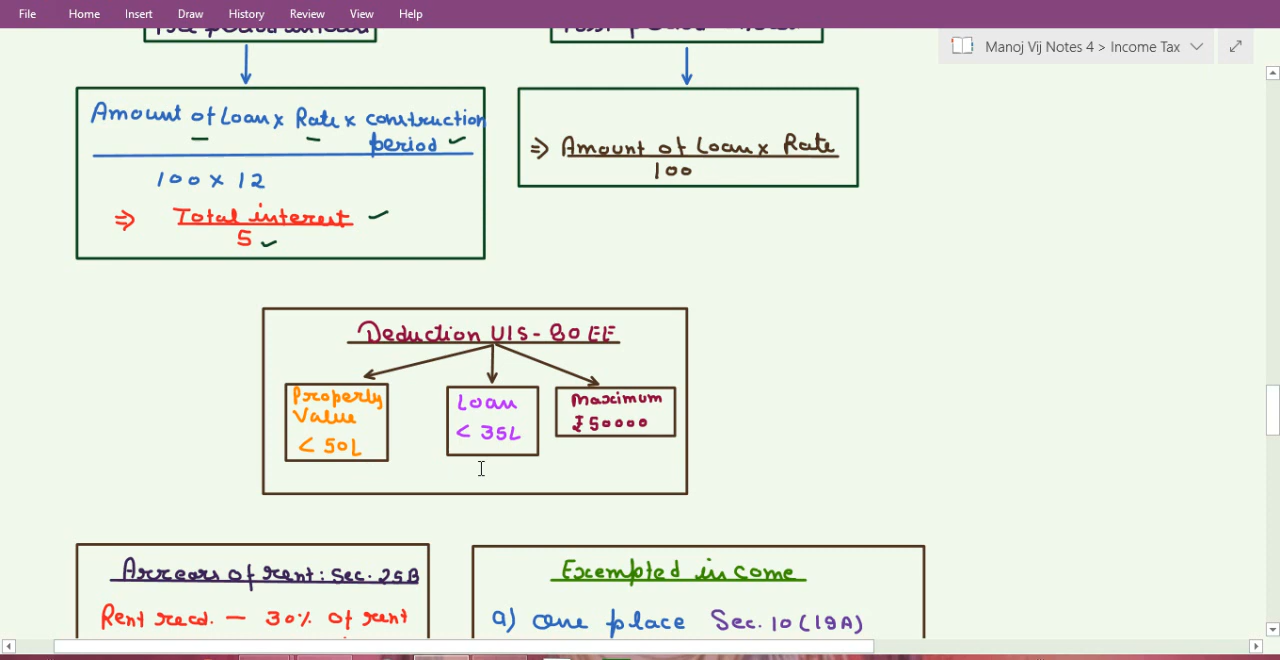 File Home Insert Draw History Review View Help
Manoj Vij Notes 4 > Income Tax
Amount of Loan x Rate x construction
period
100 x 12
⇒ Total interest
5
⇒ Amount of Loan x Rate
100
Deduction U/S - 80 EE
Property
Value
< 50L
Loan
< 35L
Maximum
₹50000
Arrears of rent: Sec. 25B
Rent recd. – 30% of rent
Exempted income
a) one place Sec. 10 (19A)